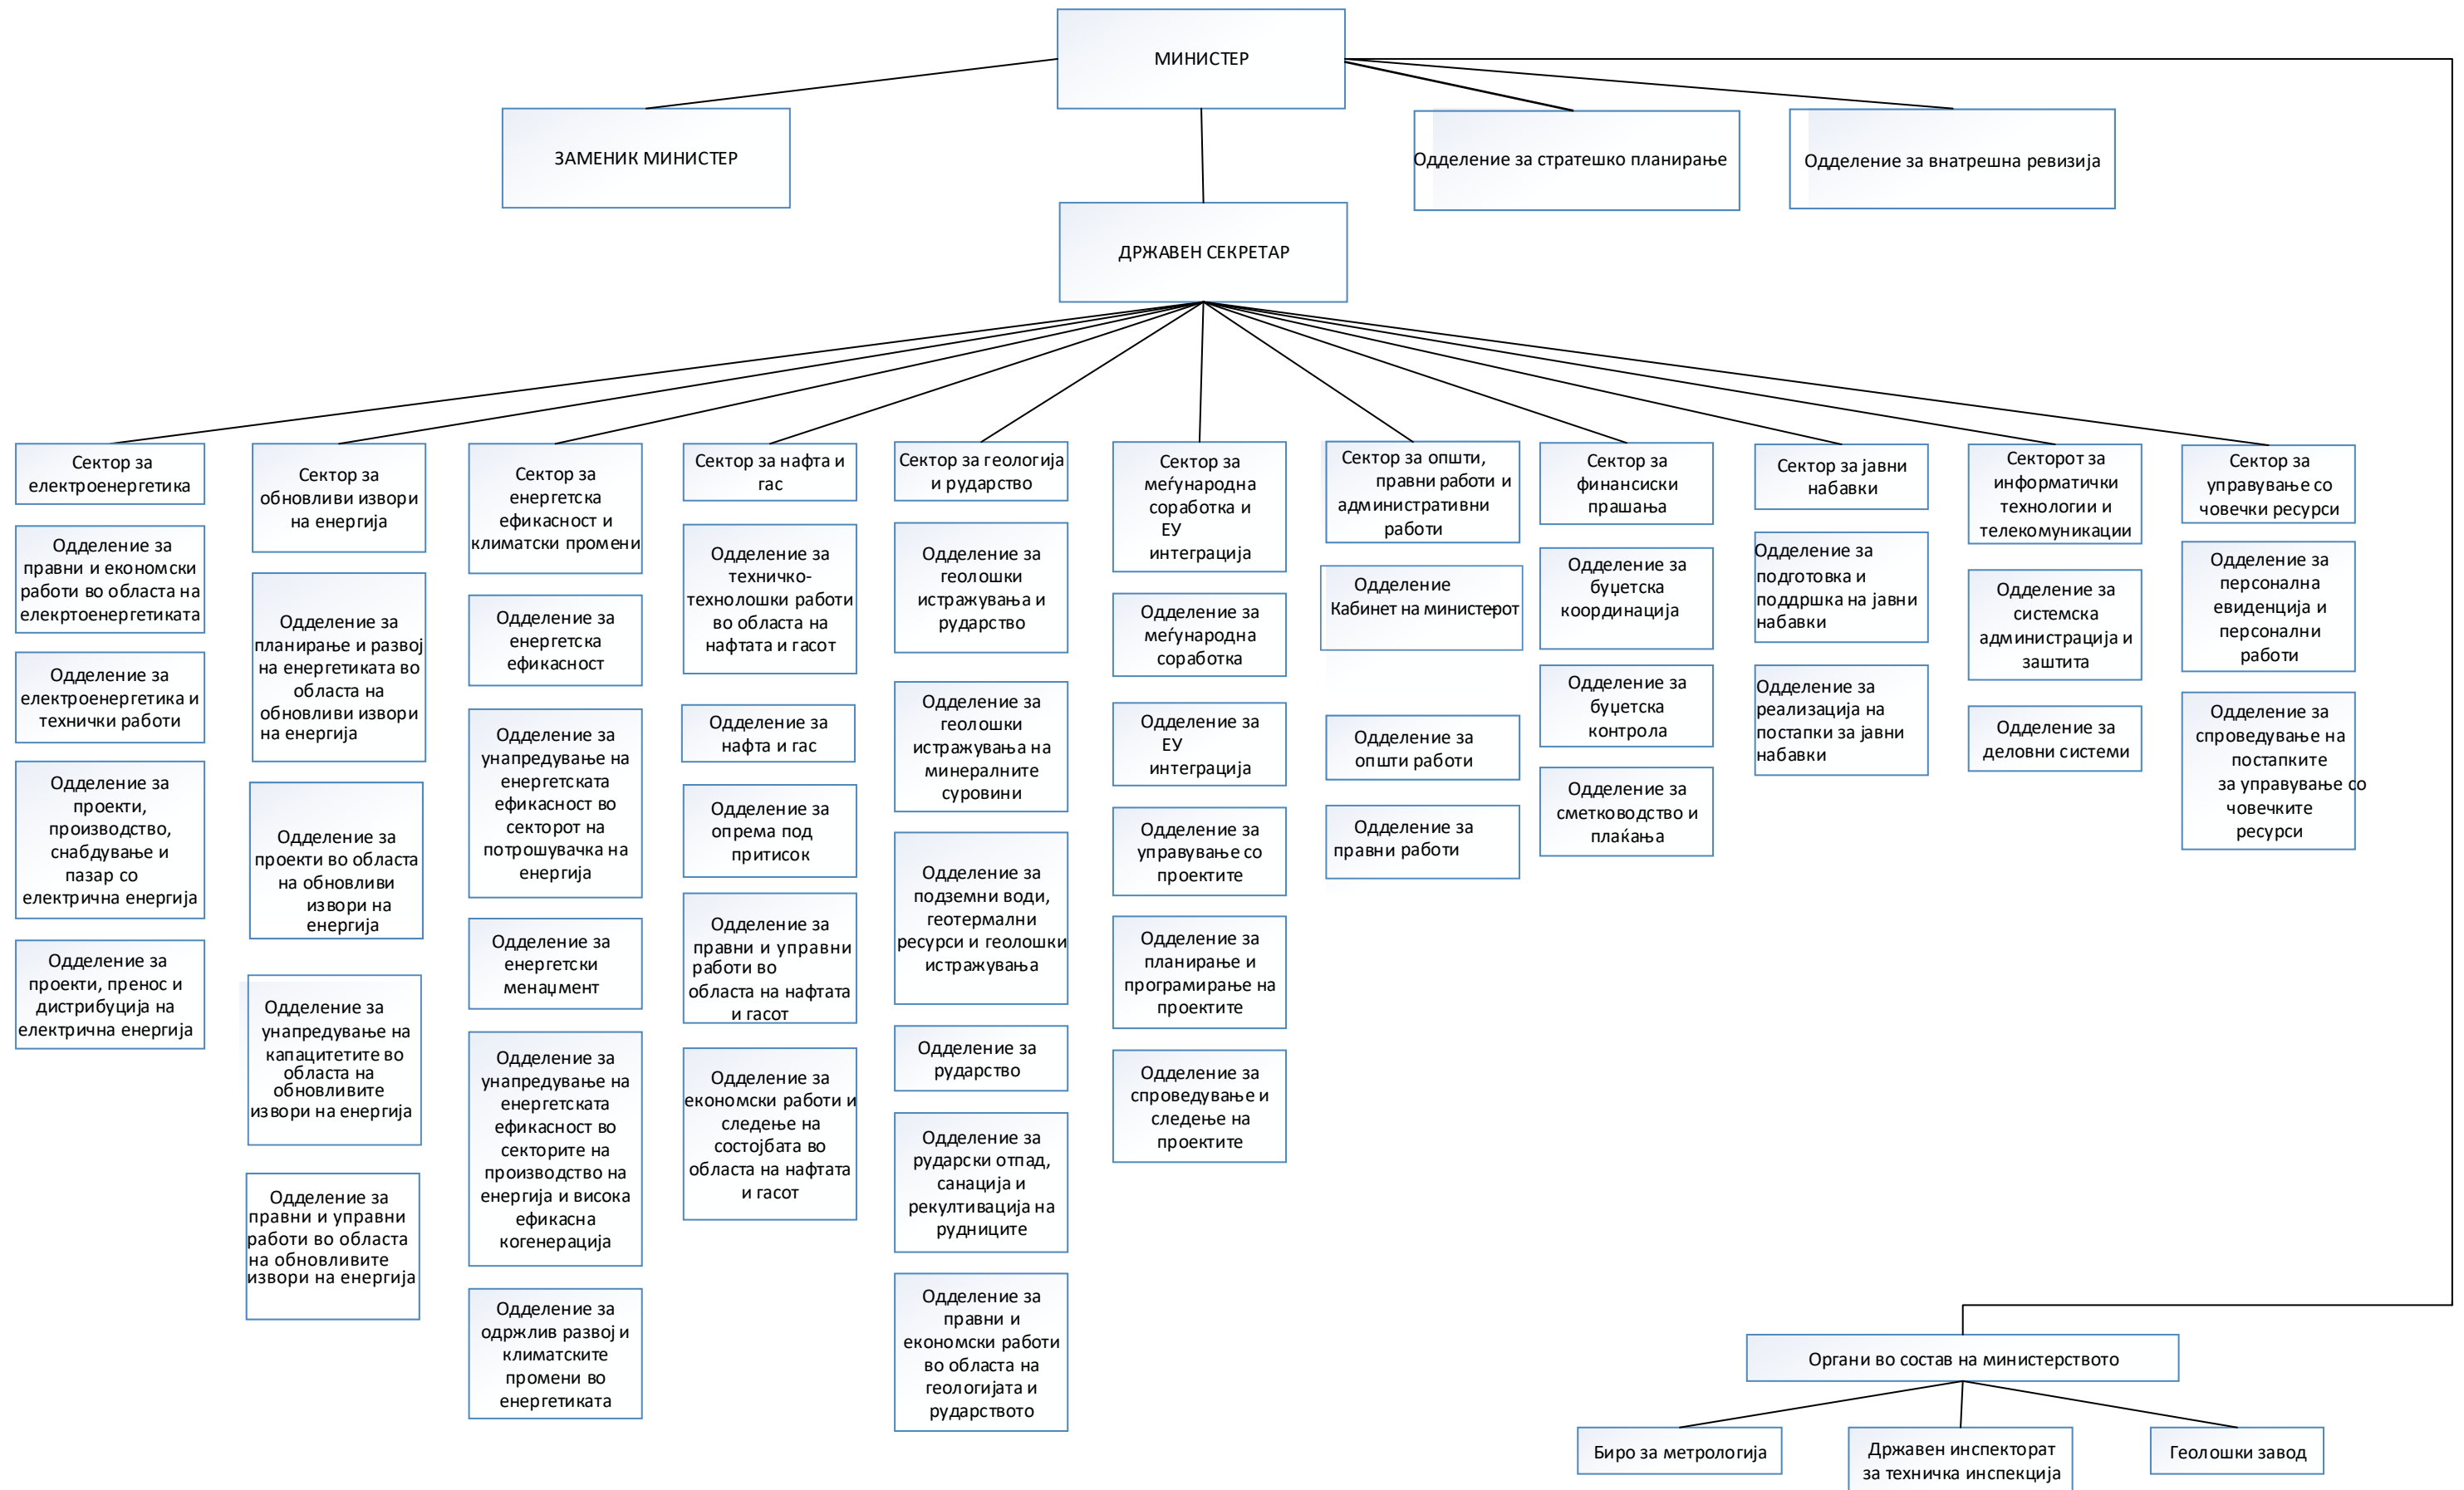 МИНИСТЕР
ЗАМЕНИК МИНИСТЕР
Одделение за стратешко планирање
Одделение за внатрешна ревизија
ДРЖАВЕН СЕКРЕТАР
Сектор за
електроенергетика
Одделение за
правни и економски
работи во областа на
елекртоенергетиката
Одделение за
електроенергетика и
технички работи
Одделение за
проекти,
производство,
снабдување и
пазар со
електрична енергија
Одделение за
проекти, пренос и
дистрибуција на
електрична енергија
Сектор за
обновливи извори
на енергија
Одделение за
планирање и развој
на енергетиката во
областа на
обновливи извори
на енергија
Одделение за
проекти во областа
на обновливи
извори на
енергија
Одделение за
унапредување на
капацитетите во
областа на
обновливите
извори на енергија
Одделение за
правни и управни
работи во областа
на обновливите
извори на енергија
Сектор за
енергетска
ефикасност и
климатски промени
Одделение за
енергетска
ефикасност
Одделение за
унапредување на
енергетската
ефикасност во
секторот на
потрошувачка на
енергија
Одделение за
енергетски
менаџмент
Одделение за
унапредување на
енергетската
ефикасност во
секторите на
производство на
енергија и висока
ефикасна
когенерација
Одделение за
одржлив развој и
климатските
промени во
енергетиката
Сектор за нафта и
гас
Одделение за
техничко-
технолошки работи
во областа на
нафтата и гасот
Одделение за
нафта и гас
Одделение за
опрема под
притисок
Одделение за
правни и управни
работи во
областа на нафтата
и гасот
Одделение за
економски работи и
следење на
состојбата во
областа на нафтата
и гасот
Сектор за геологија
и рударство
Одделение за
геолошки
истражувања и
рударство
Одделение за
геолошки
истражувања на
минералните
суровини
Одделение за
подземни води,
геотермални
ресурси и геолошки
истражувања
Одделение за
рударство
Одделение за
рударски отпад,
санација и
рекултивација на
рудниците
Одделение за
правни и
економски работи
во областа на
геологијата и
рударството
Сектор за
меѓународна
соработка и
ЕУ
интеграција
Одделение за
меѓународна
соработка
Одделение за
ЕУ
интеграција
Одделение за
управување со
проектите
Одделение за
планирање и
програмирање на
проектите
Одделение за
спроведување и
следење на
проектите
Сектор за општи,
правни работи и
административни
работи
Одделение
Кабинет на министерот
Одделение за
општи работи
Одделение за
правни работи
Сектор за
финансиски
прашања
Одделение за
буџетска
координација
Одделение за
буџетска
контрола
Одделение за
сметководство и
плаќања
Сектор за јавни
набавки
Одделение за
подготовка и
поддршка на јавни
набавки
Одделение за
реализација на
постапки за јавни
набавки
Секторот за
информатички
технологии и
телекомуникации
Одделение за
системска
администрација и
заштита
Одделение за
деловни системи
Сектор за
управување со
човечки ресурси
Одделение за
персонална
евиденција и
персонални
работи
Одделение за
спроведување на
постапките
за управување со
човечките
ресурси
Органи во состав на министерството
Биро за метрологија
Државен инспекторат
за техничка инспекција
Геолошки завод